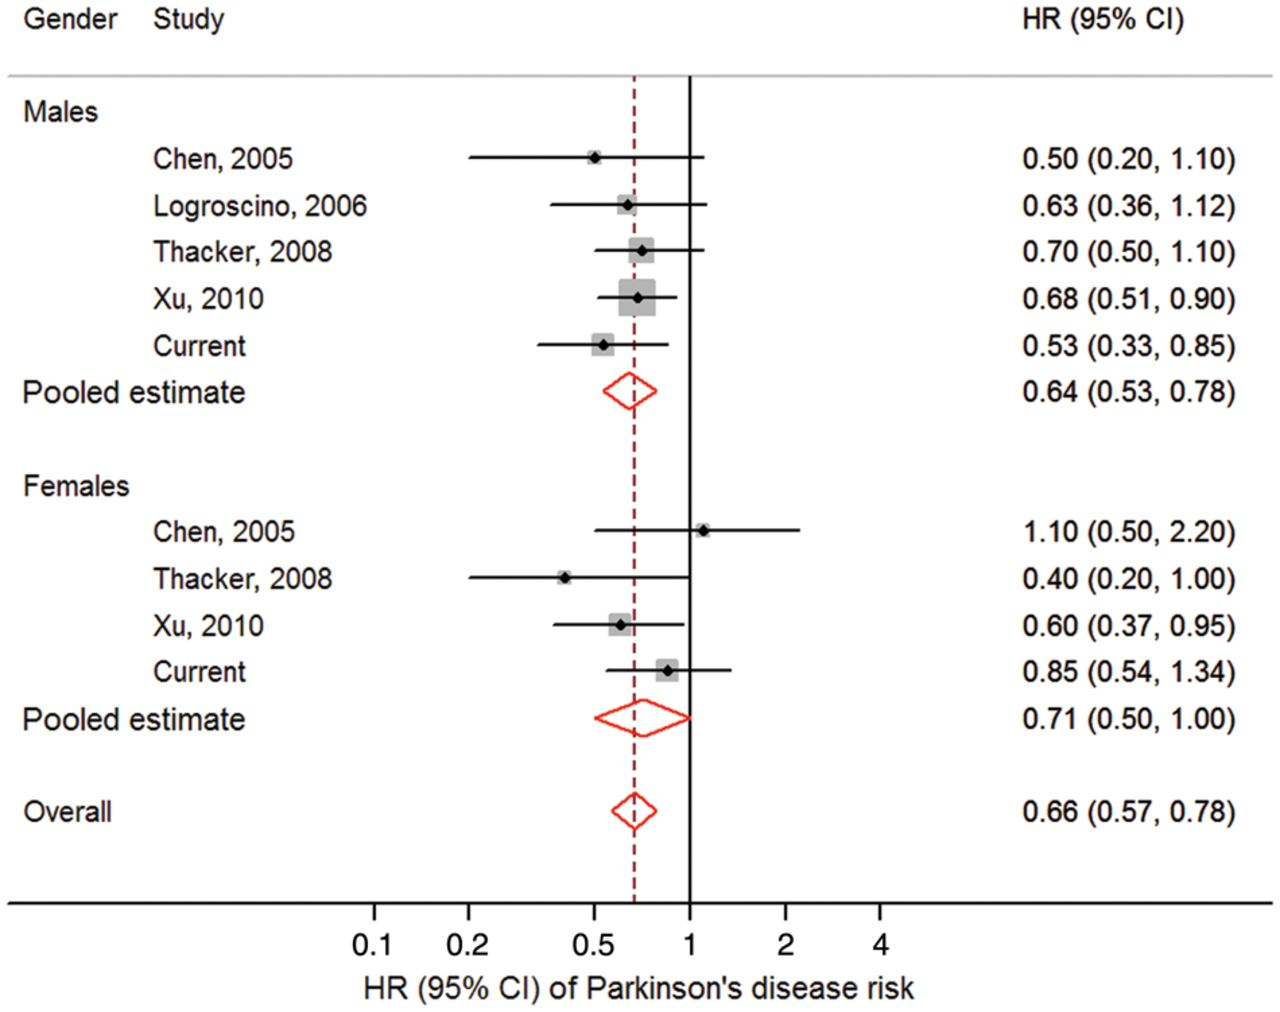 Gender Study HR (95% CI)
Males
Chen, 2005 0.50 (0.20, 1.10)
Logroscino, 2006 0.63 (0.36, 1.12)
Thacker, 2008 0.70 (0.50, 1.10)
Xu, 2010 0.68 (0.51, 0.90)
Current 0.53 (0.33, 0.85)
Pooled estimate 0.64 (0.53, 0.78)
Females
Chen, 2005 1.10 (0.50, 2.20)
Thacker, 2008 0.40 (0.20, 1.00)
Xu, 2010 0.60 (0.37, 0.95)
Current 0.85 (0.54, 1.34)
Pooled estimate 0.71 (0.50, 1.00)
Overall 0.66 (0.57, 0.78)
0.1 0.2 0.5 1 2 4
HR (95% CI) of Parkinson's disease risk